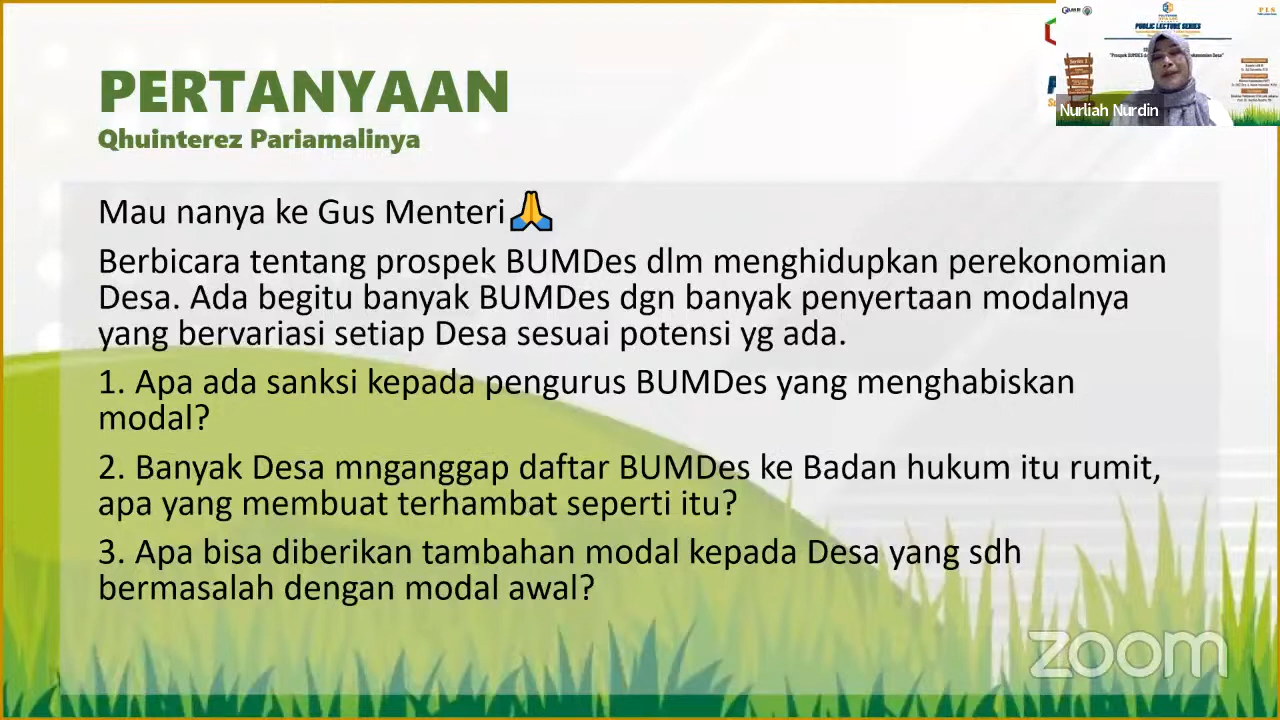 PERTANYAAN
Qhuinterez Pariamalinya
Mau nanya ke Gus Menteri🙏
Berbicara tentang prospek BUMDes dlm menghidupkan perekonomian
Desa. Ada begitu banyak BUMDes dgn banyak penyertaan modalnya
yang bervariasi setiap Desa sesuai potensi yg ada.
1. Apa ada sanksi kepada pengurus BUMDes yang menghabiskan
modal?
2. Banyak Desa mnganggap daftar BUMDes ke Badan hukum itu rumit,
apa yang membuat terhambat seperti itu?
3. Apa bisa diberikan tambahan modal kepada Desa yang sdh
bermasalah dengan modal awal?
PUBLIC LECTURE SERIES
Nurliah Nurdin
zoom